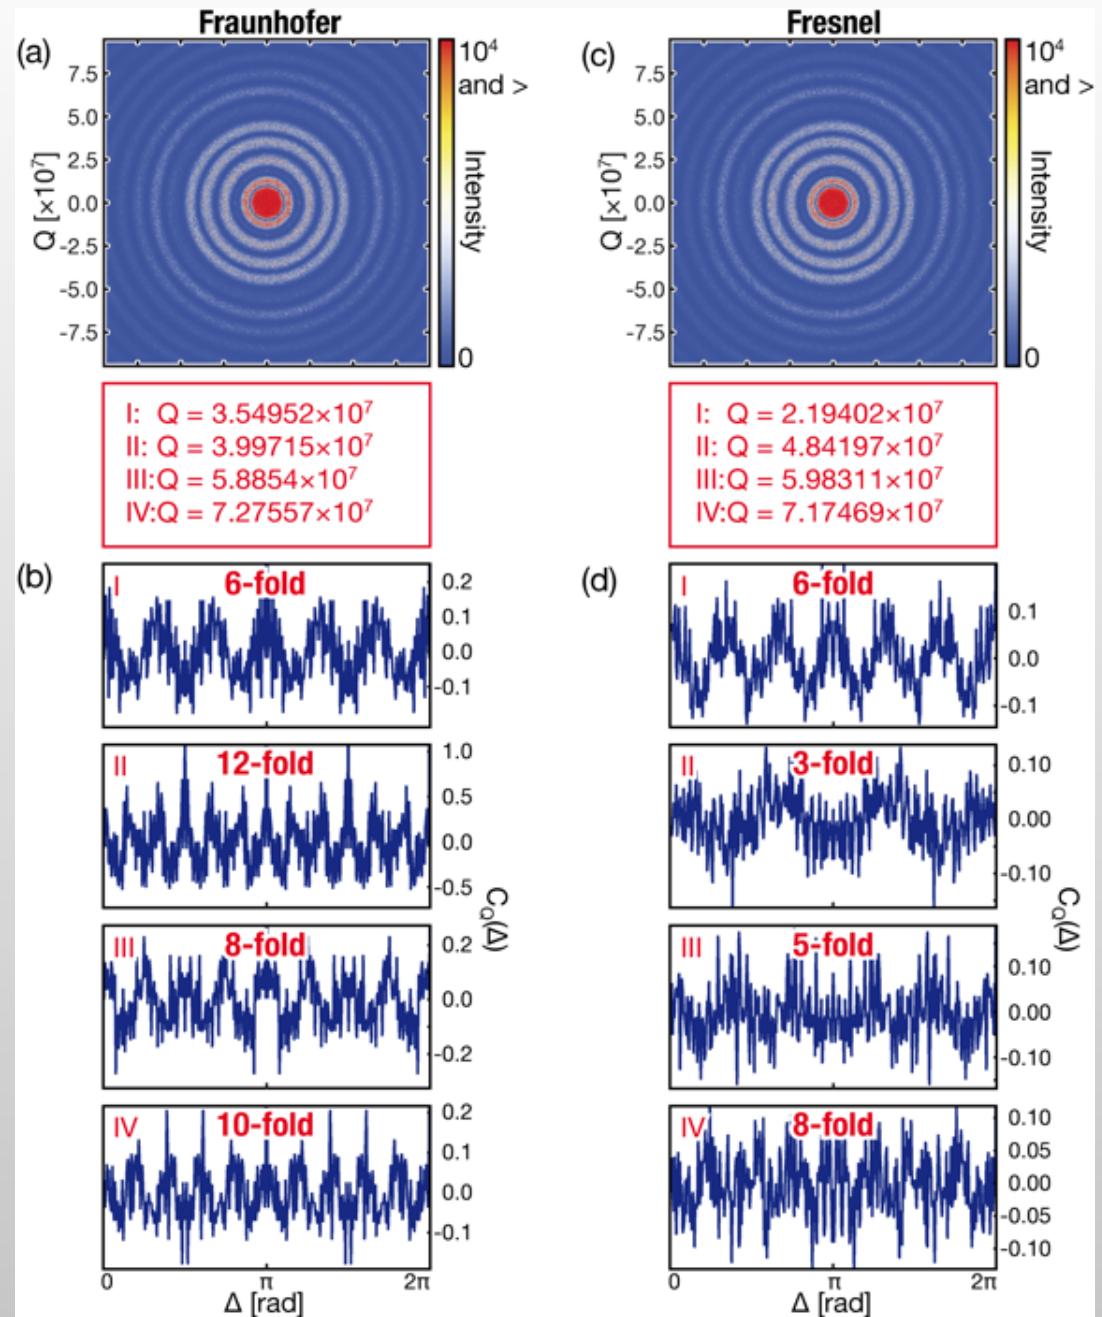 Fraunhofer
(a)
10⁴
and >
7.5
5.0
2.5
0.0
-2.5
-5.0
-7.5
Q [×10⁷]
Intensity
0
I: Q = 3.54952×10⁷
II: Q = 3.99715×10⁷
III:Q = 5.8854×10⁷
IV:Q = 7.27557×10⁷
(b)
I
6-fold
0.2
0.1
0.0
-0.1
II
12-fold
1.0
0.5
0.0
-0.5
III
8-fold
0.2
0.0
-0.2
IV
10-fold
0.2
0.1
0.0
-0.1
C_Q(Δ)
0
π
2π
Δ [rad]
Fresnel
(c)
10⁴
and >
7.5
5.0
2.5
0.0
-2.5
-5.0
-7.5
Q [×10⁷]
Intensity
0
I: Q = 2.19402×10⁷
II: Q = 4.84197×10⁷
III:Q = 5.98311×10⁷
IV:Q = 7.17469×10⁷
(d)
I
6-fold
0.1
0.0
-0.1
II
3-fold
0.10
0.00
-0.10
III
5-fold
0.10
0.00
-0.10
IV
8-fold
0.10
0.05
0.00
-0.05
-0.10
C_Q(Δ)
0
π
2π
Δ [rad]